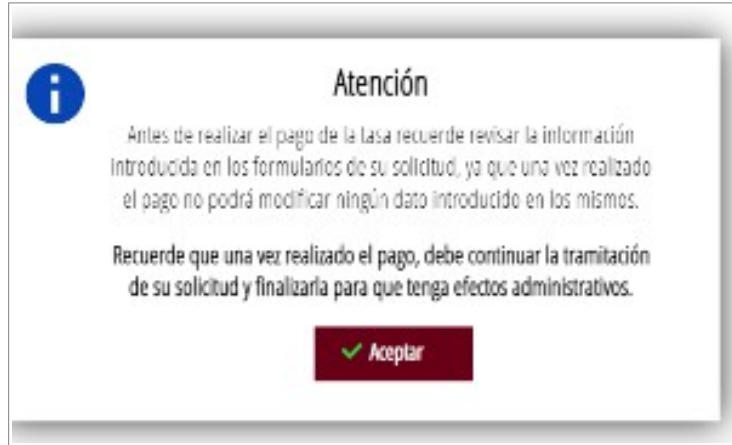 Atención
Antes de realizar el pago de la tasa recuerde revisar la información
introducida en los formularios de su solicitud, ya que una vez realizado
el pago no podrá modificar ningún dato introducido en los mismos.
Recuerde que una vez realizado el pago, debe continuar la tramitación
de su solicitud y finalizarla para que tenga efectos administrativos.
Aceptar